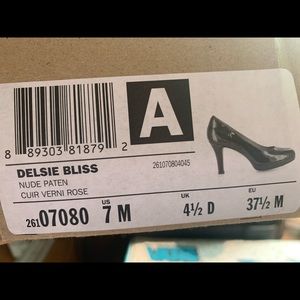 A
8 89303 81879 2
261070804045
DELSIE BLISS
NUDE PATEN
CUIR VERNI ROSE
US UK EU
26107080 7 M 4½ D 37½ M